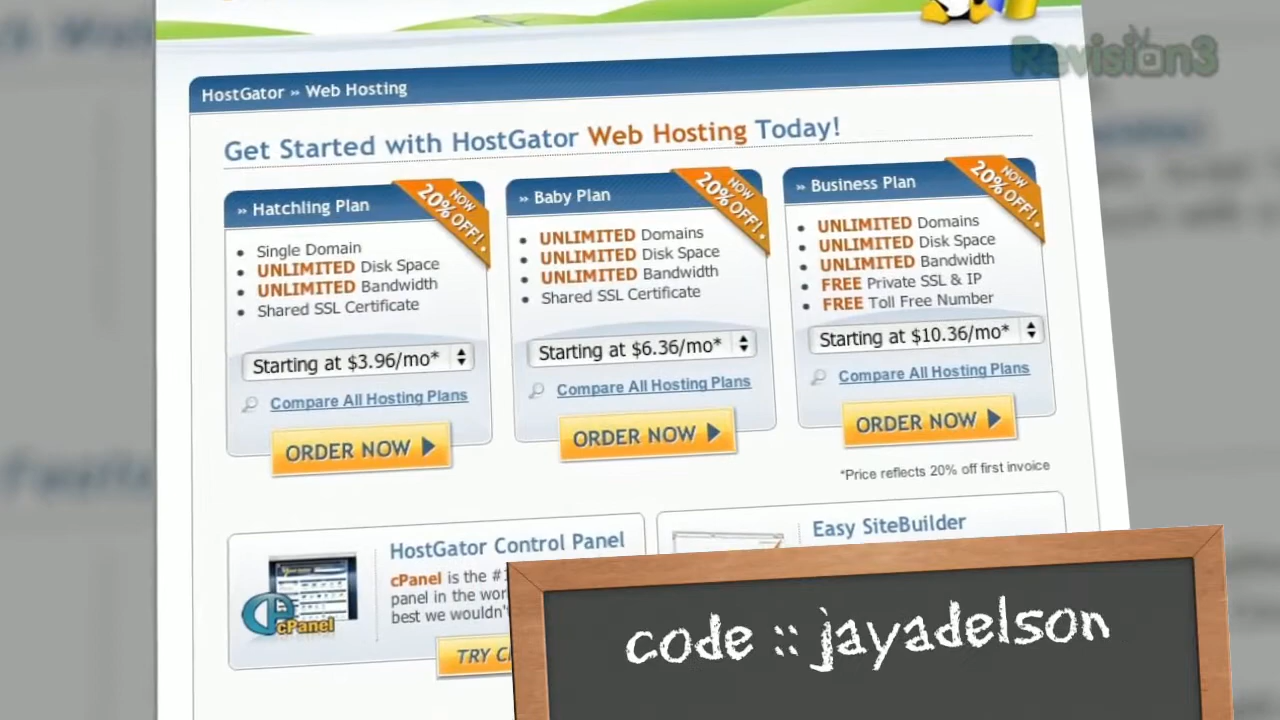 Revision3
HostGator » Web Hosting
Get Started with HostGator Web Hosting Today!
» Hatchling Plan
NOW
20% OFF!
Single Domain
UNLIMITED Disk Space
UNLIMITED Bandwidth
Shared SSL Certificate
Starting at $3.96/mo*
Compare All Hosting Plans
ORDER NOW
» Baby Plan
NOW
20% OFF!
UNLIMITED Domains
UNLIMITED Disk Space
UNLIMITED Bandwidth
Shared SSL Certificate
Starting at $6.36/mo*
Compare All Hosting Plans
ORDER NOW
» Business Plan
NOW
20% OFF!
UNLIMITED Domains
UNLIMITED Disk Space
UNLIMITED Bandwidth
FREE Private SSL & IP
FREE Toll Free Number
Starting at $10.36/mo*
Compare All Hosting Plans
ORDER NOW
*Price reflects 20% off first invoice
HostGator Control Panel
cPanel is the #
panel in the wor
best we wouldn'
cPanel
TRY
Easy SiteBuilder
code :: jayadelson